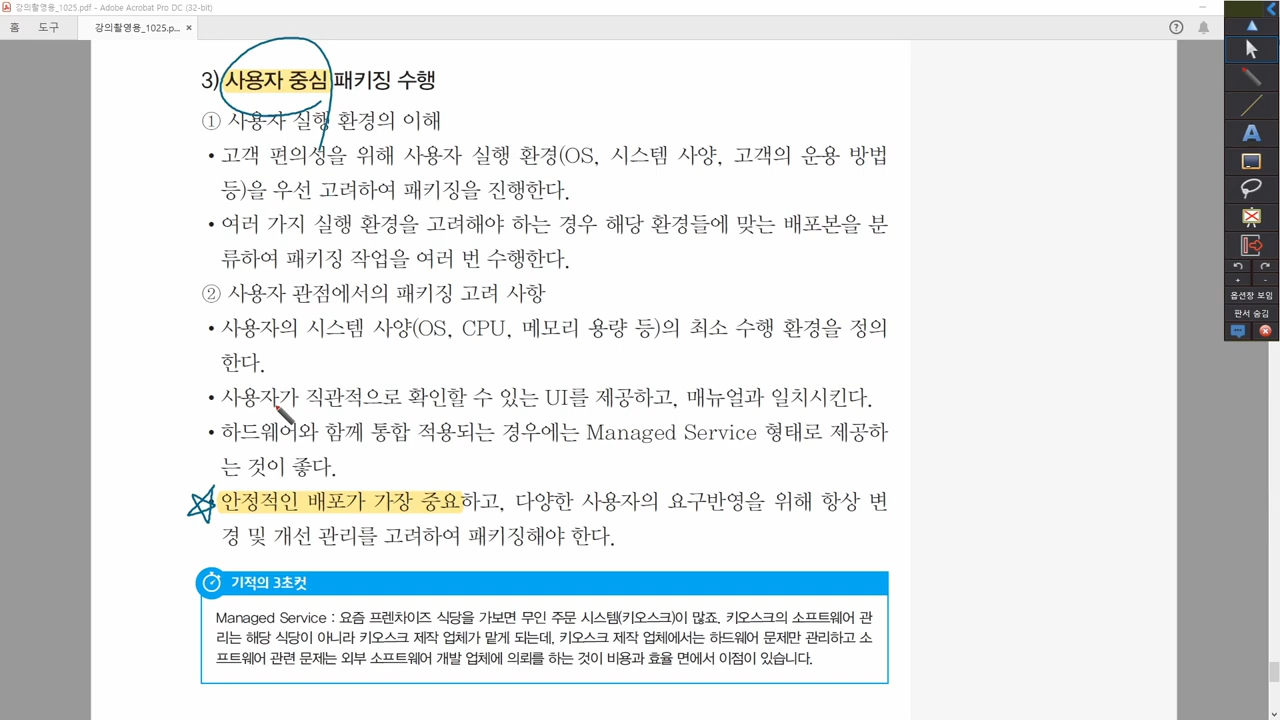 강의촬영용_1025.pdf - Adobe Acrobat Pro DC (32-bit)
홈 도구 강의촬영용_1025.p... ×
3) 사용자 중심 패키징 수행
① 사용자 실행 환경의 이해
• 고객 편의성을 위해 사용자 실행 환경(OS, 시스템 사양, 고객의 운용 방법
등)을 우선 고려하여 패키징을 진행한다.
• 여러 가지 실행 환경을 고려해야 하는 경우 해당 환경들에 맞는 배포본을 분
류하여 패키징 작업을 여러 번 수행한다.
② 사용자 관점에서의 패키징 고려 사항
• 사용자의 시스템 사양(OS, CPU, 메모리 용량 등)의 최소 수행 환경을 정의
한다.
• 사용자가 직관적으로 확인할 수 있는 UI를 제공하고, 매뉴얼과 일치시킨다.
• 하드웨어와 함께 통합 적용되는 경우에는 Managed Service 형태로 제공하
는 것이 좋다.
안정적인 배포가 가장 중요하고, 다양한 사용자의 요구반영을 위해 항상 변
경 및 개선 관리를 고려하여 패키징해야 한다.
기적의 3초컷
Managed Service : 요즘 프렌차이즈 식당을 가보면 무인 주문 시스템(키오스크)이 많죠. 키오스크의 소프트웨어 관
리는 해당 식당이 아니라 키오스크 제작 업체가 맡게 되는데, 키오스크 제작 업체에서는 하드웨어 문제만 관리하고 소
프트웨어 관련 문제는 외부 소프트웨어 개발 업체에 의뢰를 하는 것이 비용과 효율 면에서 이점이 있습니다.
A
옵션장 보임
판서 숨김